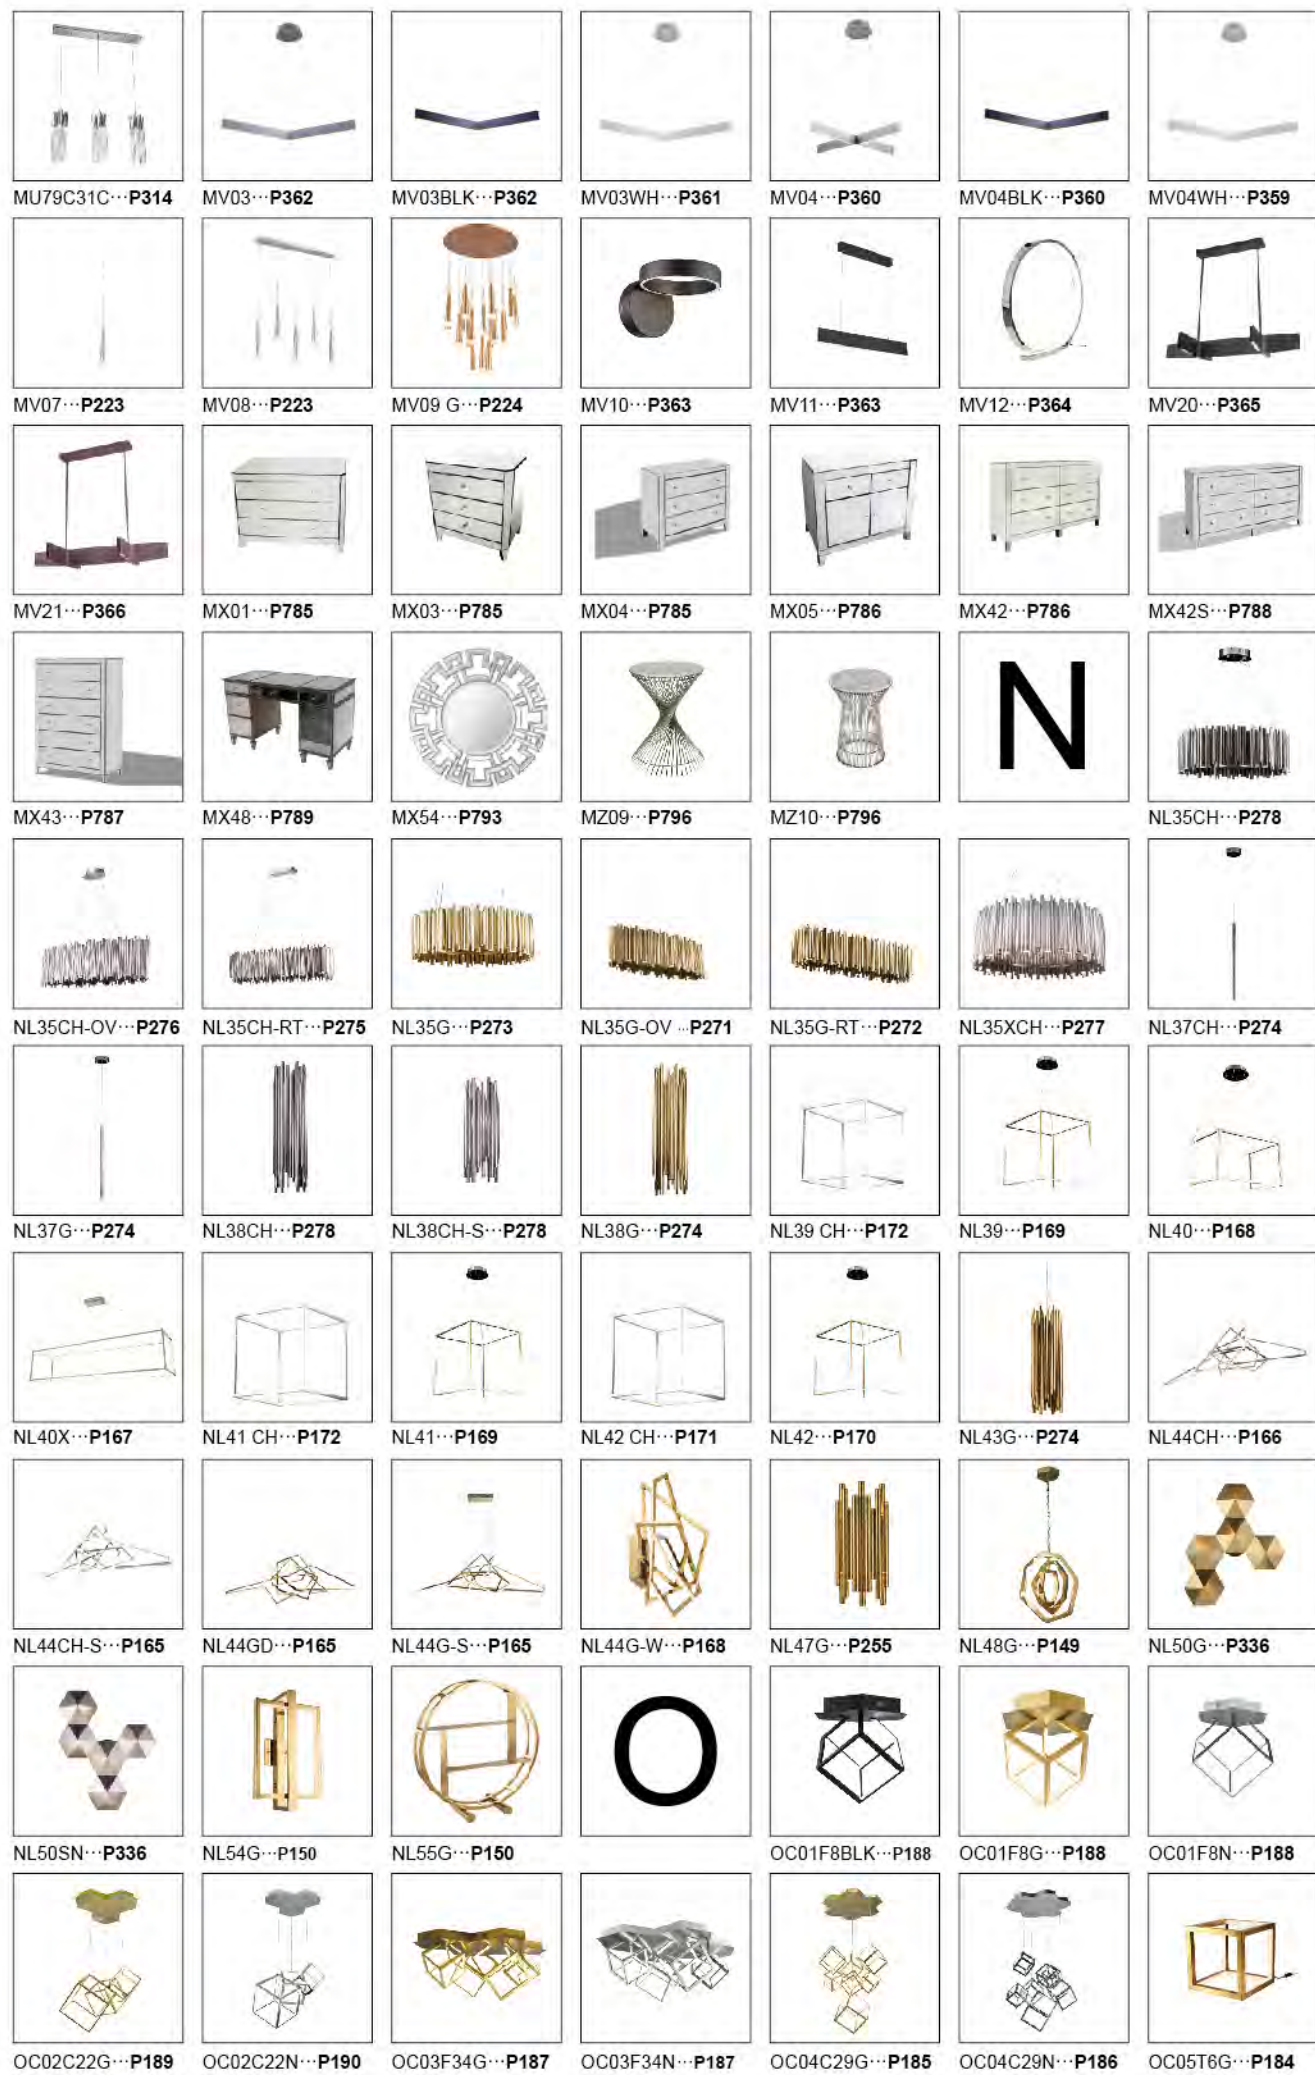 MU79C31C···P314 MV03···P362 MV03BLK···P362 MV03WH···P361 MV04···P360 MV04BLK···P360 MV04WH···P359
MV07···P223 MV08···P223 MV09 G···P224 MV10···P363 MV11···P363 MV12···P364 MV20···P365
MV21···P366 MX01···P785 MX03···P785 MX04···P785 MX05···P786 MX42···P786 MX42S···P788
N
MX43···P787 MX48···P789 MX54···P793 MZ09···P796 MZ10···P796 NL35CH···P278
NL35CH-OV···P276 NL35CH-RT···P275 NL35G···P273 NL35G-OV ···P271 NL35G-RT···P272 NL35XCH···P277 NL37CH···P274
NL37G···P274 NL38CH···P278 NL38CH-S···P278 NL38G···P274 NL39 CH···P172 NL39···P169 NL40···P168
NL40X···P167 NL41 CH···P172 NL41···P169 NL42 CH···P171 NL42···P170 NL43G···P274 NL44CH···P166
NL44CH-S···P165 NL44GD···P165 NL44G-S···P165 NL44G-W···P168 NL47G···P255 NL48G···P149 NL50G···P336
O
NL50SN···P336 NL54G···P150 NL55G···P150 OC01F8BLK···P188 OC01F8G···P188 OC01F8N···P188
OC02C22G···P189 OC02C22N···P190 OC03F34G···P187 OC03F34N···P187 OC04C29G···P185 OC04C29N···P186 OC05T6G···P184